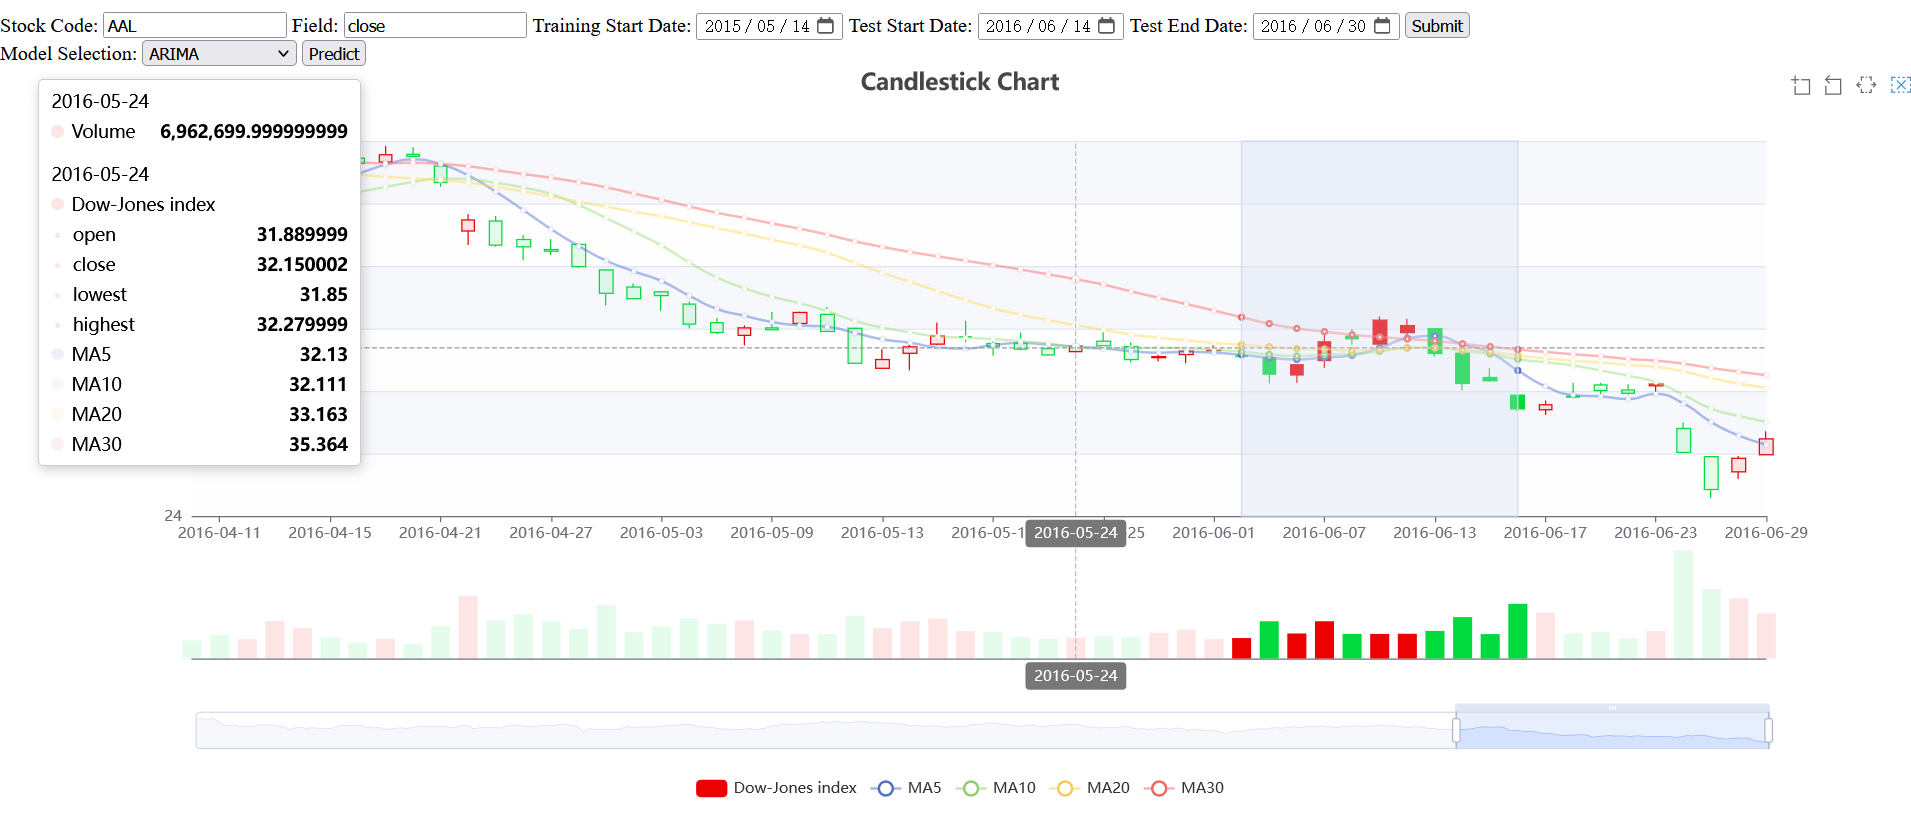 Stock Code: AAL Field: close Training Start Date: 2015 / 05 / 14 Test Start Date: 2016 / 06 / 14 Test End Date: 2016 / 06 / 30 Submit
Model Selection: ARIMA Predict
Candlestick Chart
2016-05-24
Volume 6,962,699.999999999
2016-05-24
Dow-Jones index
open 31.889999
close 32.150002
lowest 31.85
highest 32.279999
MA5 32.13
MA10 32.111
MA20 33.163
MA30 35.364
24
2016-04-11 2016-04-15 2016-04-21 2016-04-27 2016-05-03 2016-05-09 2016-05-13 2016-05-1 2016-05-24 25 2016-06-01 2016-06-07 2016-06-13 2016-06-17 2016-06-23 2016-06-29
2016-05-24
Dow-Jones index MA5 MA10 MA20 MA30